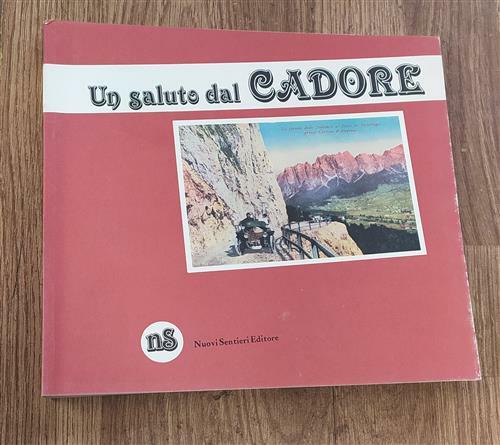 Un saluto dal CADORE
nS
Nuovi Sentieri Editore